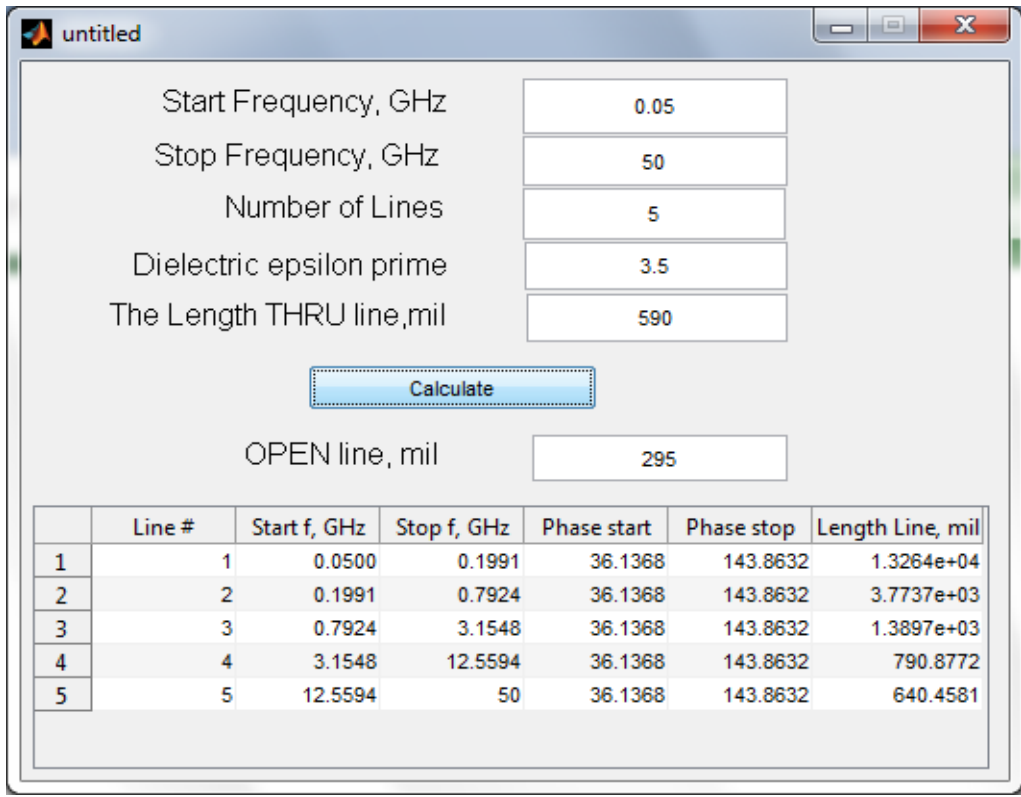 untitled
Start Frequency, GHz 0.05
Stop Frequency, GHz 50
Number of Lines 5
Dielectric epsilon prime 3.5
The Length THRU line,mil 590
Calculate
OPEN line, mil 295
Line # Start f, GHz Stop f, GHz Phase start Phase stop Length Line, mil
1 1 0.0500 0.1991 36.1368 143.8632 1.3264e+04
2 2 0.1991 0.7924 36.1368 143.8632 3.7737e+03
3 3 0.7924 3.1548 36.1368 143.8632 1.3897e+03
4 4 3.1548 12.5594 36.1368 143.8632 790.8772
5 5 12.5594 50 36.1368 143.8632 640.4581